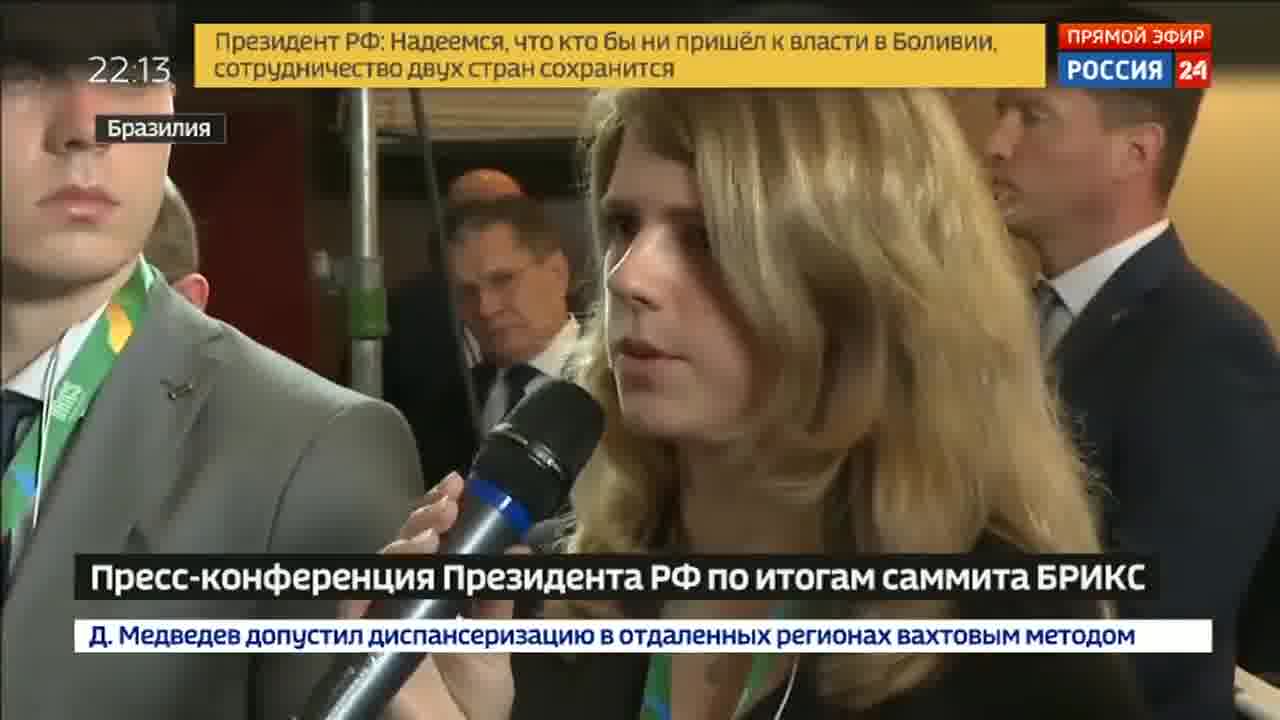 22:13
Президент РФ: Надеемся, что кто бы ни пришёл к власти в Боливии,
сотрудничество двух стран сохранится
ПРЯМОЙ ЭФИР
РОССИЯ 24
Бразилия
Пресс-конференция Президента РФ по итогам саммита БРИКС
Д. Медведев допустил диспансеризацию в отдаленных регионах вахтовым методом